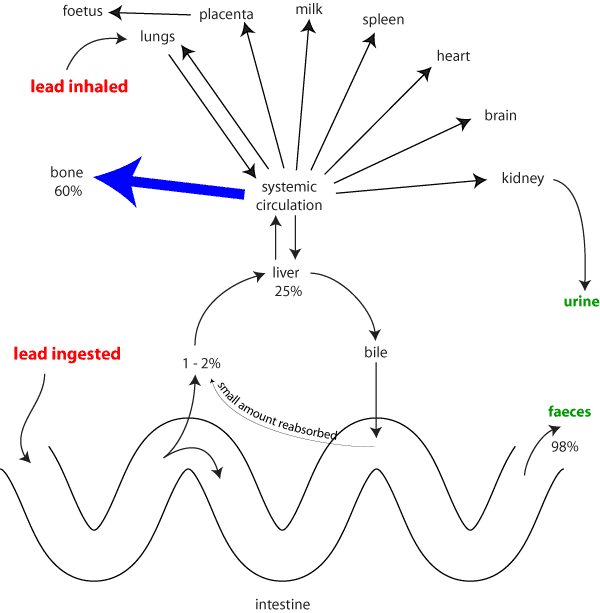 foetus
placenta
milk
spleen
lungs
heart
lead inhaled
brain
bone
60%
systemic
circulation
kidney
liver
25%
urine
lead ingested
1 - 2%
bile
small amount reabsorbed
faeces
98%
intestine